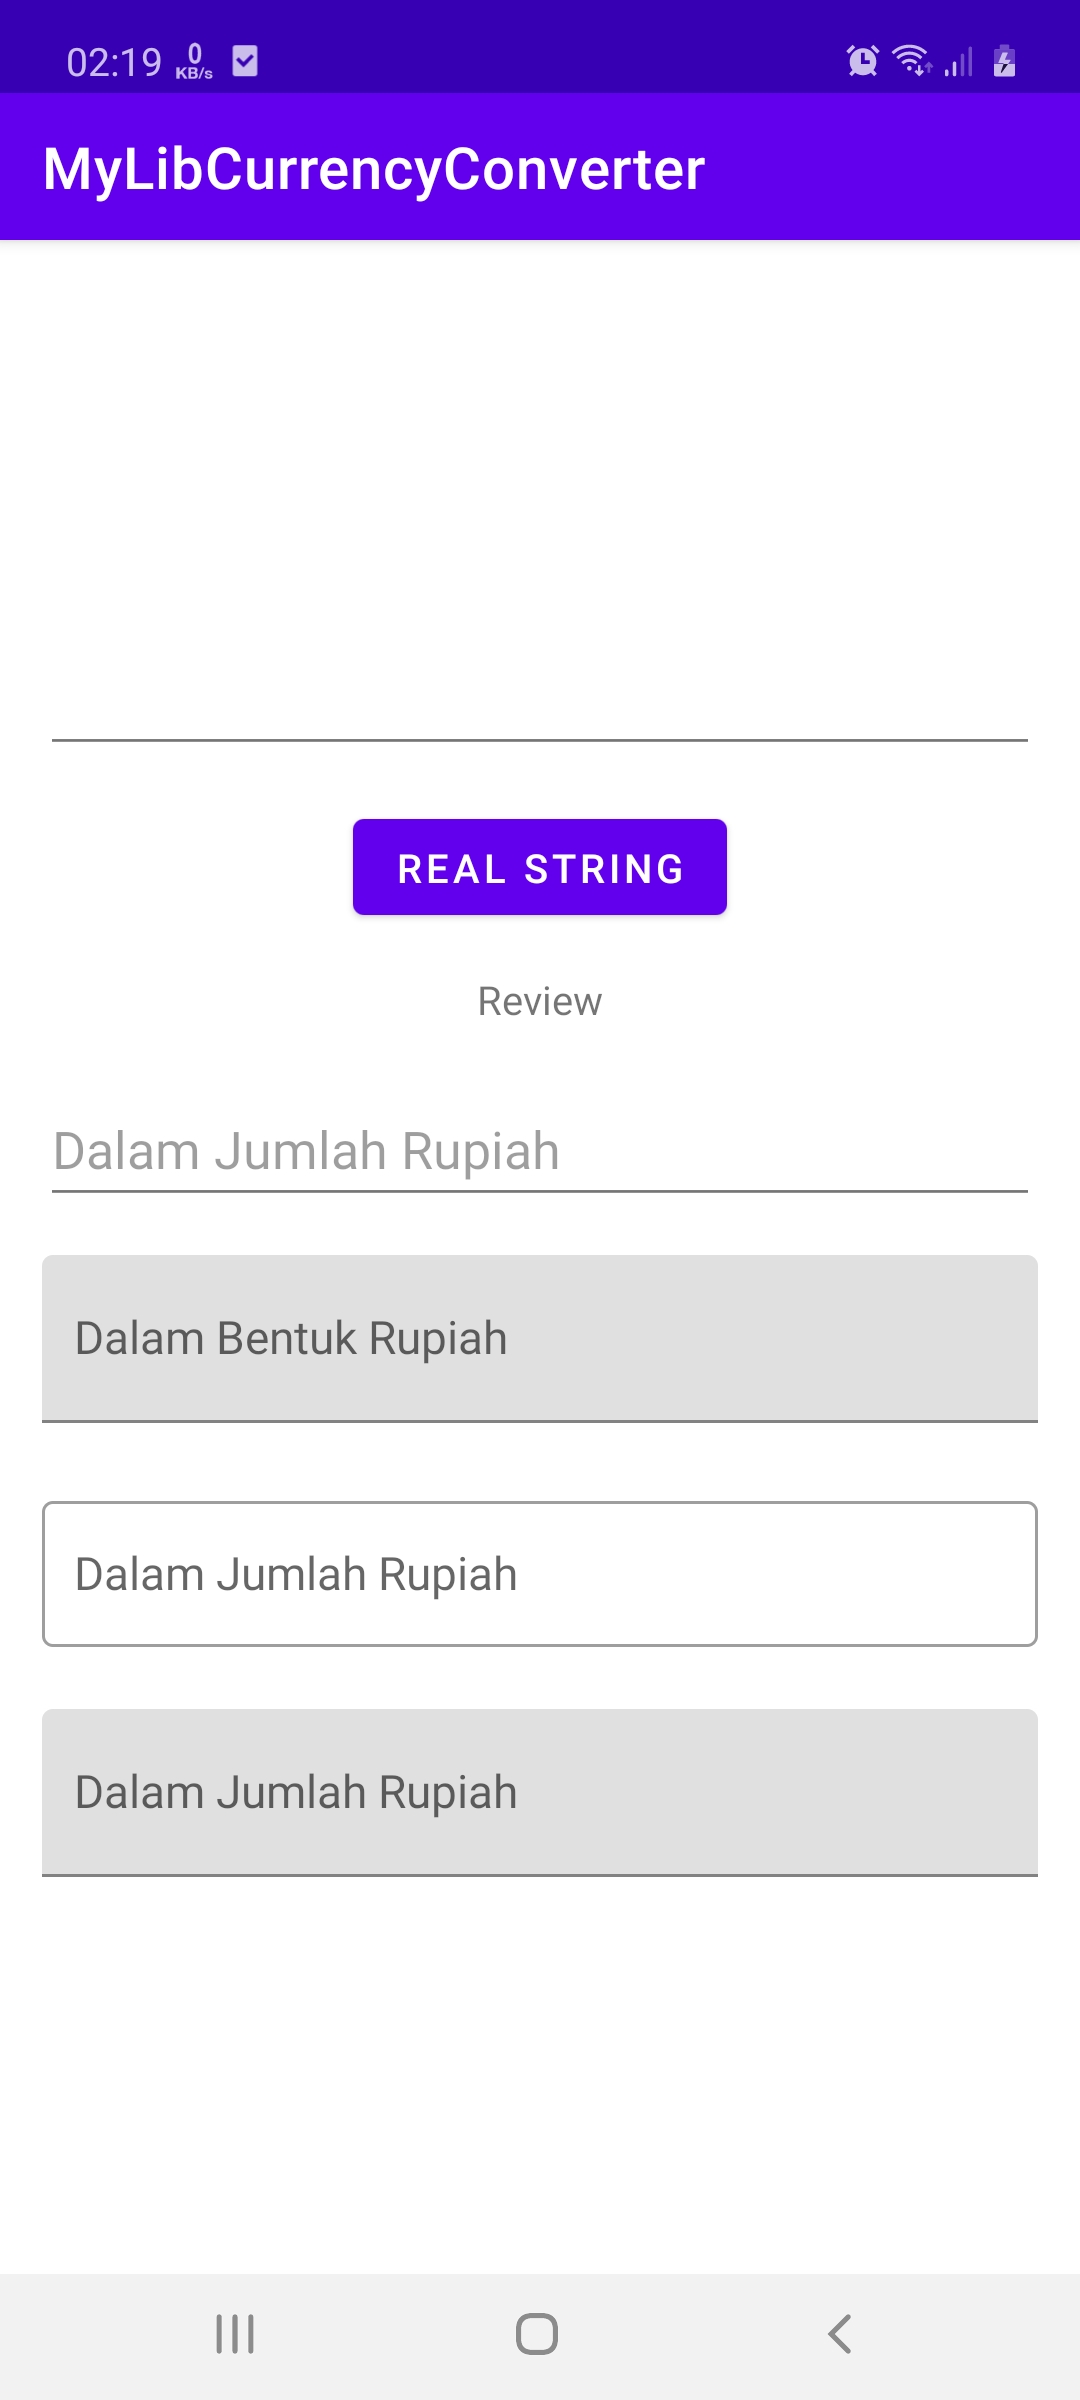 02:19 0 KB/s
MyLibCurrencyConverter
REAL STRING
Review
Dalam Jumlah Rupiah
Dalam Bentuk Rupiah
Dalam Jumlah Rupiah
Dalam Jumlah Rupiah